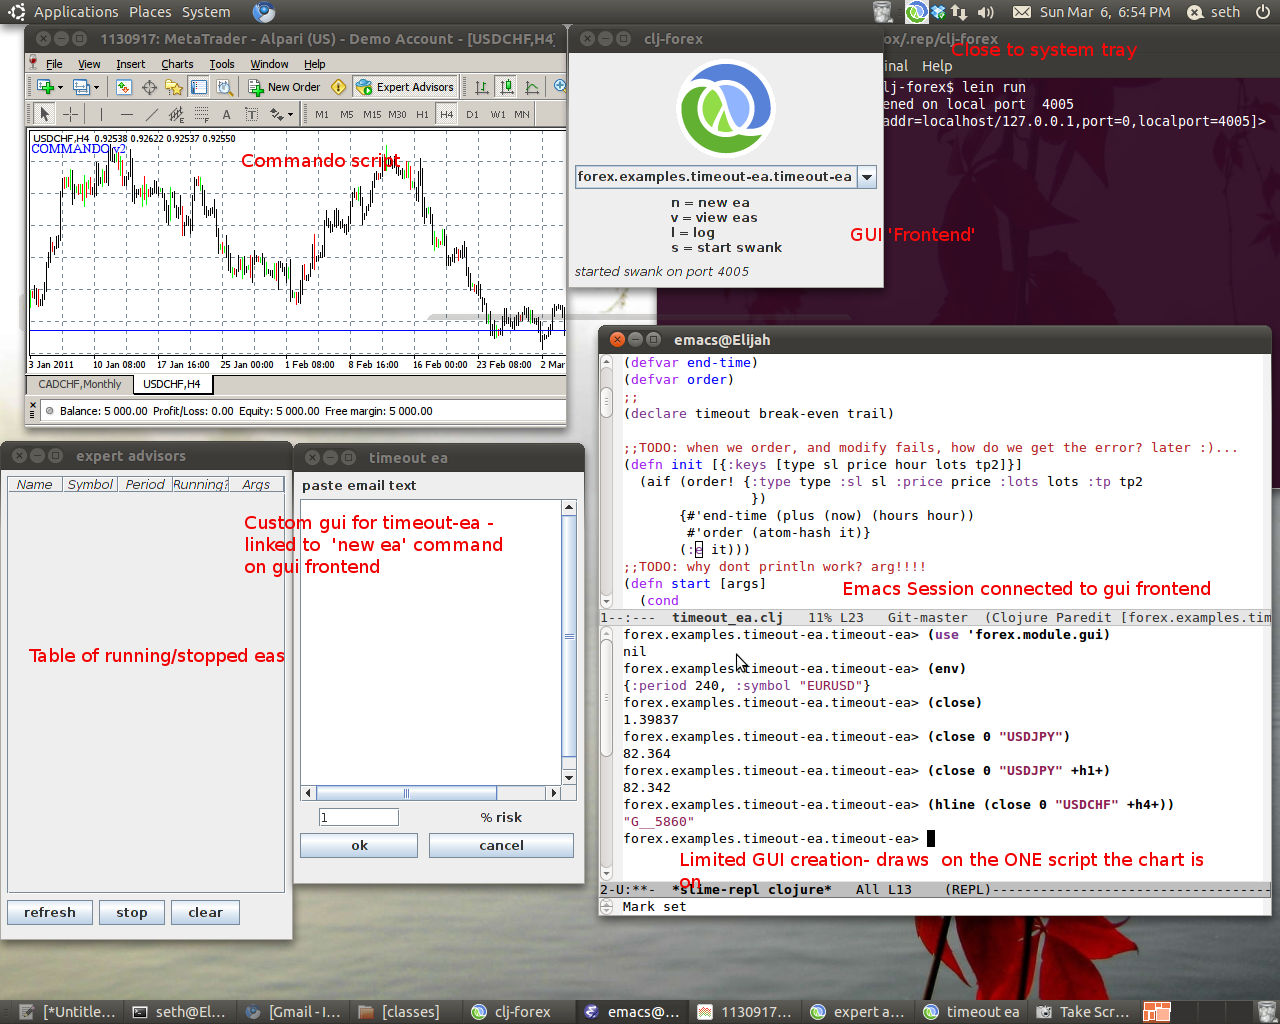 Applications Places System
Sun Mar 6, 6:54 PM
seth
1130917: MetaTrader - Alpari (US) - Demo Account - [USDCHF,H4]
File View Insert Charts Tools Window Help
New Order
Expert Advisors
A T
M1 M5 M15 M30 H1 H4 D1 W1 MN
USDCHF,H4 0.92538 0.92622 0.92537 0.92550
COMMANDO v2
Commando script
3 Jan 2011 10 Jan 08:00 17 Jan 16:00 25 Jan 00:00 1 Feb 08:00 8 Feb 16:00 16 Feb 00:00 23 Feb 08:00 2 Mar
CADCHF,Monthly USDCHF,H4
Balance: 5 000.00 Profit/Loss: 0.00 Equity: 5 000.00 Free margin: 5 000.00
clj-forex
forex.examples.timeout-ea.timeout-ea
n = new ea
v = view eas
l = log
s = start swank
started swank on port 4005
GUI 'Frontend'
ox/.rep/clj-forex
Close to system tray
inal Help
lj-forex$ lein run
ened on local port 4005
addr=localhost/127.0.0.1,port=0,localport=4005]>
expert advisors
Name Symbol Period Running? Args
Table of running/stopped eas
refresh stop clear
timeout ea
paste email text
Custom gui for timeout-ea -
linked to 'new ea' command
on gui frontend
1 % risk
ok cancel
emacs@Elijah
(defvar end-time)
(defvar order)
;;
(declare timeout break-even trail)
;;TODO: when we order, and modify fails, how do we get the error? later :)...
(defn init [{:keys [type sl price hour lots tp2]}]
(aif (order! {:type type :sl sl :price price :lots lots :tp tp2
})
{#'end-time (plus (now) (hours hour))
#'order (atom-hash it)}
(:e it)))
;;TODO: why dont println work? arg!!!!
(defn start [args]
(cond
Emacs Session connected to gui frontend
1--:--- timeout_ea.clj 11% L23 Git-master (Clojure Paredit [forex.examples.tim
forex.examples.timeout-ea.timeout-ea> (use 'forex.module.gui)
nil
forex.examples.timeout-ea.timeout-ea> (env)
{:period 240, :symbol "EURUSD"}
forex.examples.timeout-ea.timeout-ea> (close)
1.39837
forex.examples.timeout-ea.timeout-ea> (close 0 "USDJPY")
82.364
forex.examples.timeout-ea.timeout-ea> (close 0 "USDJPY" +h1+)
82.342
forex.examples.timeout-ea.timeout-ea> (hline (close 0 "USDCHF" +h4+))
"G__5860"
forex.examples.timeout-ea.timeout-ea>
Limited GUI creation- draws on the ONE script the chart is
on
2-U:**- *slime-repl clojure* All L13 (REPL)------------------------------------
Mark set
[*Untitle... seth@El... [Gmail - I... [classes] clj-forex emacs@... 1130917... expert a... timeout ea Take Scr...